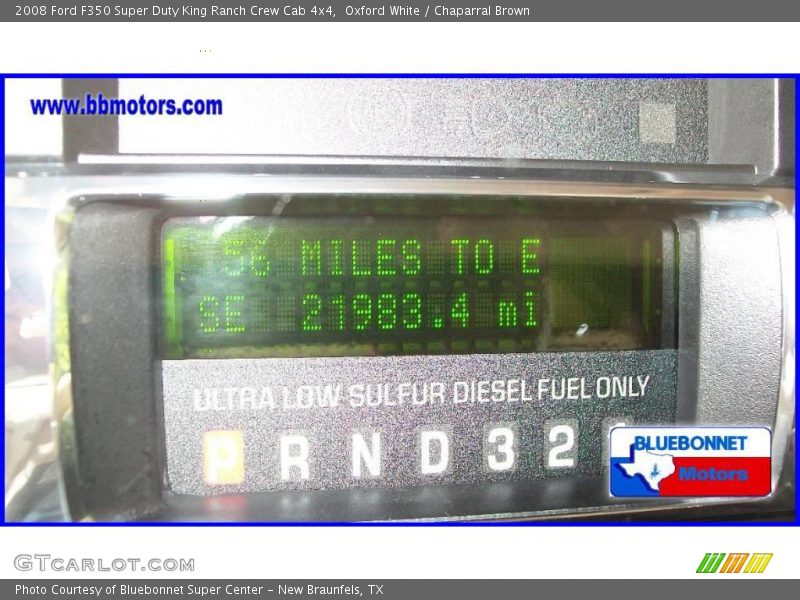 2008 Ford F350 Super Duty King Ranch Crew Cab 4x4,  Oxford White / Chaparral Brown
www.bbmotors.com
56 MILES TO E
SE 21983.4 mi
ULTRA LOW SULFUR DIESEL FUEL ONLY
P R N D 3 2
BLUEBONNET
Motors
GTCARLOT.COM
Photo Courtesy of Bluebonnet Super Center - New Braunfels, TX